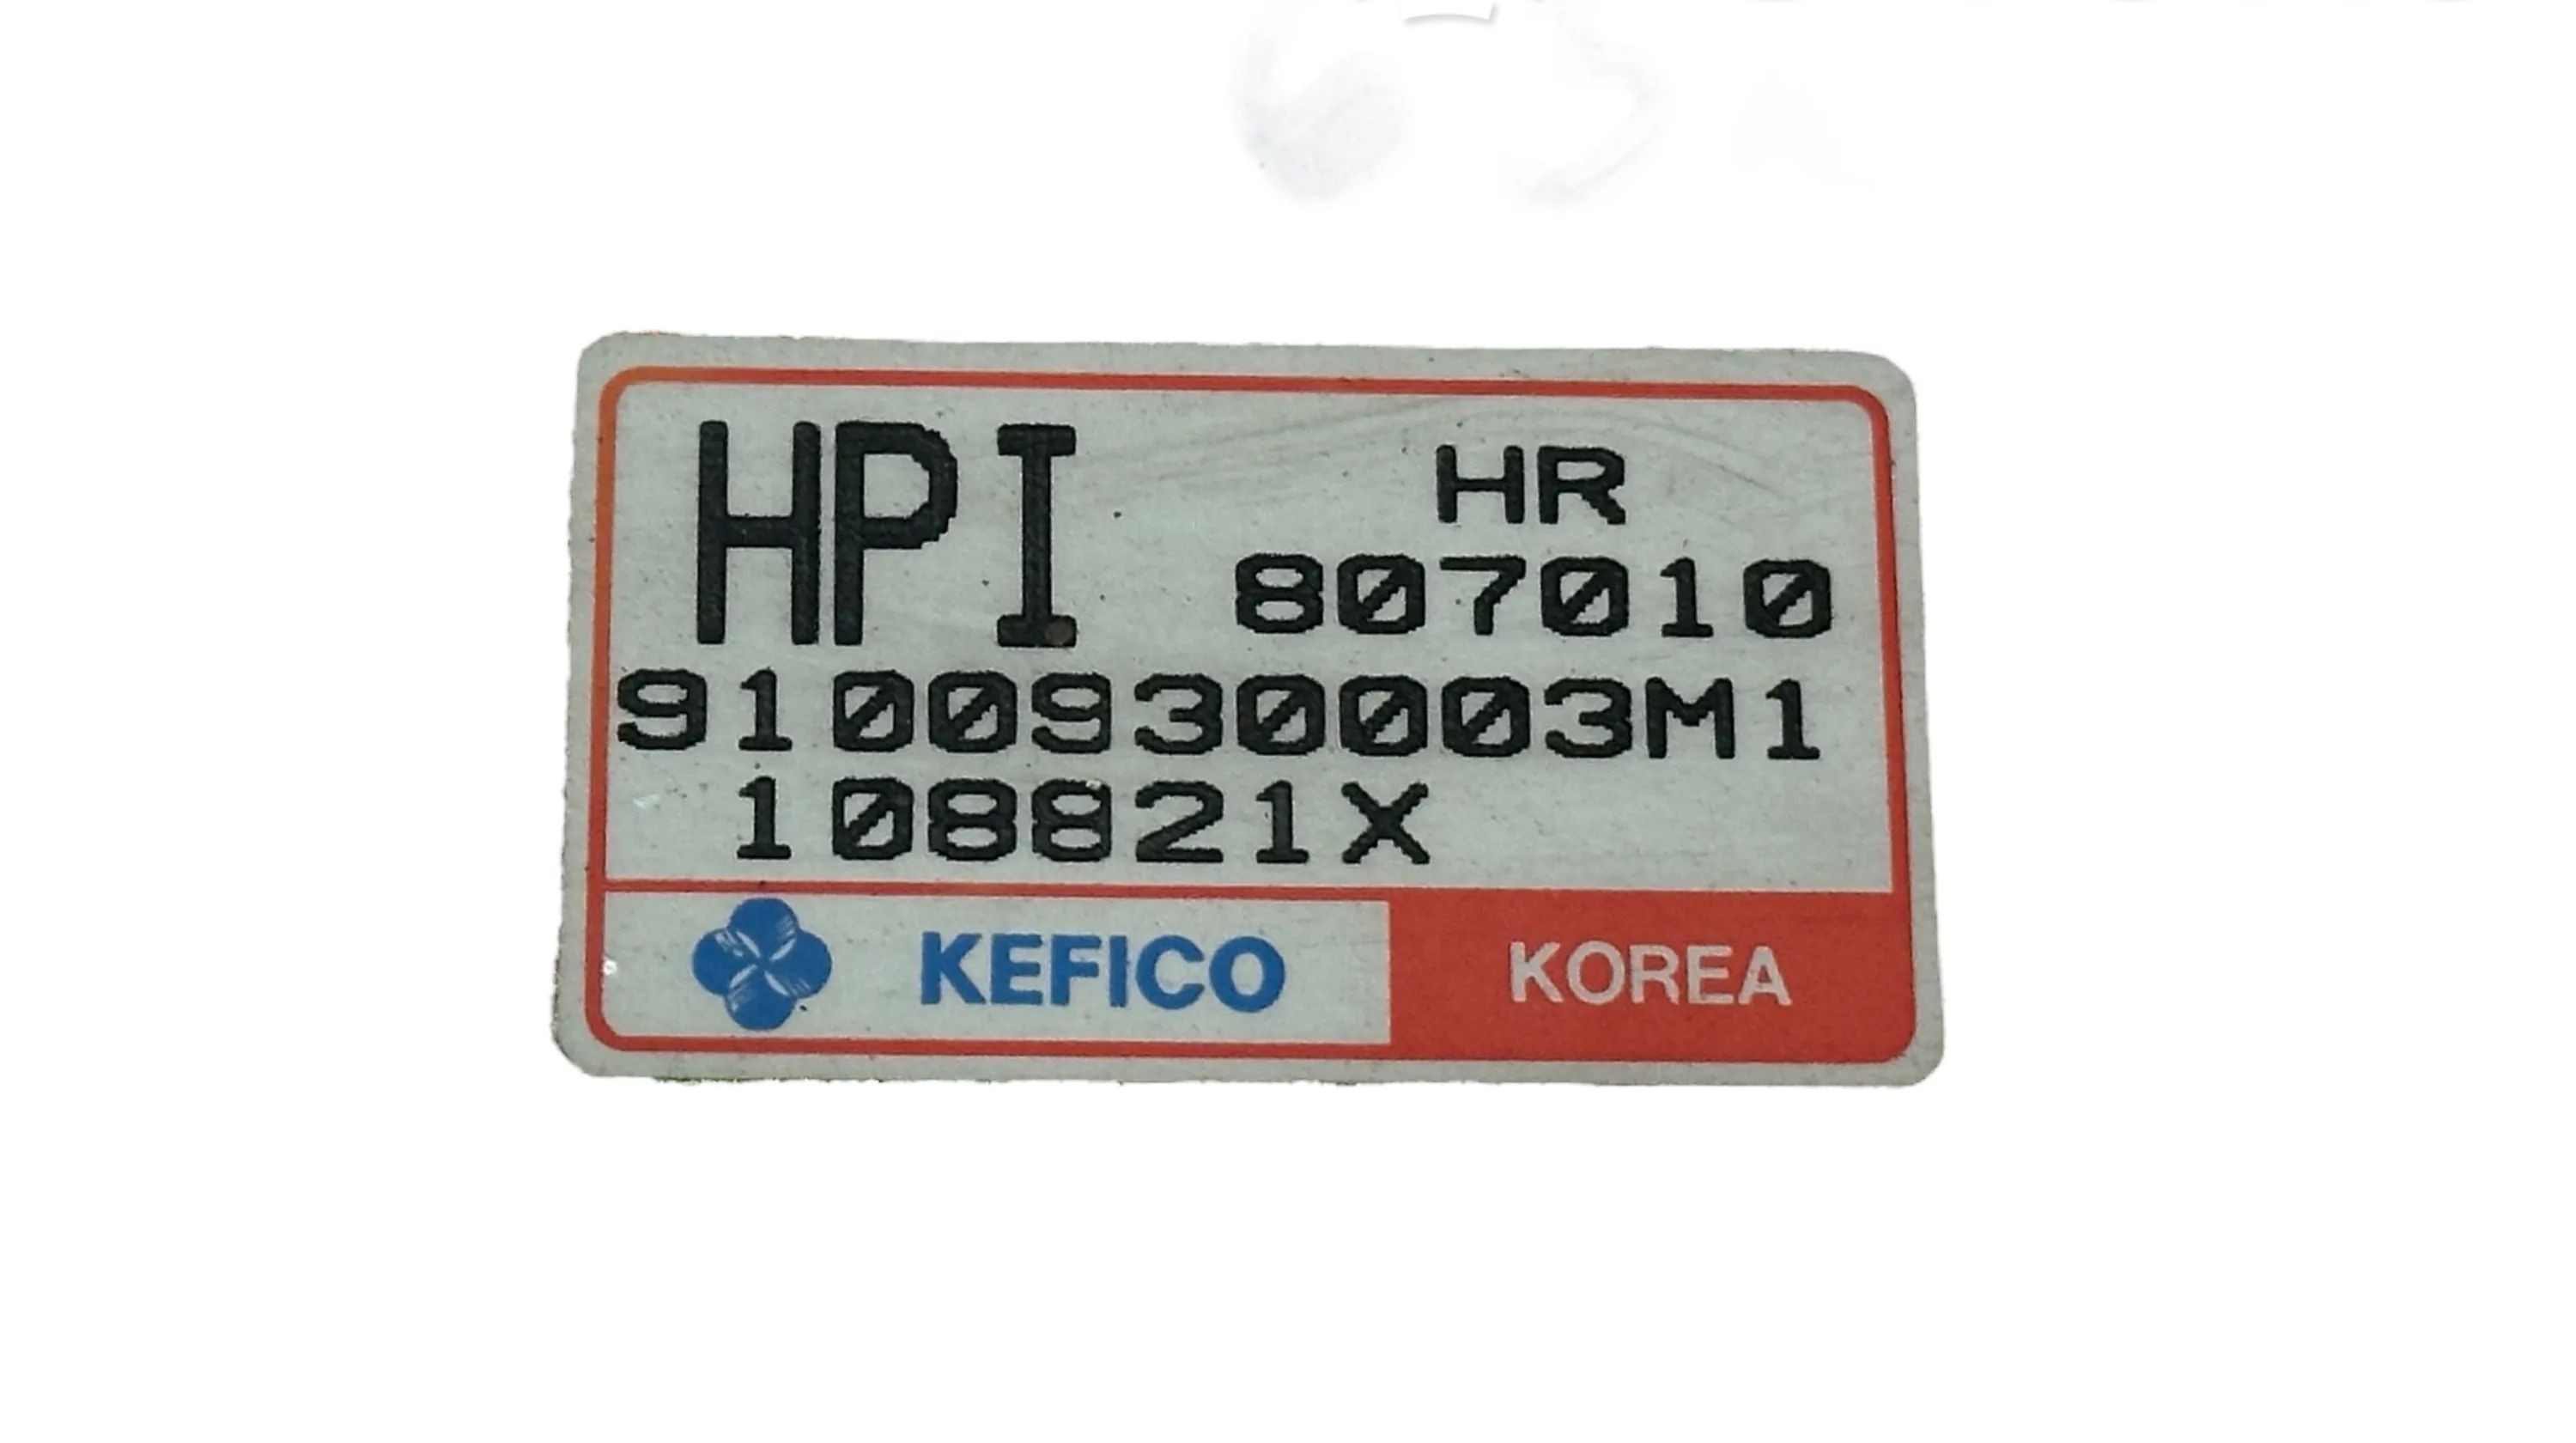 HPI HR
807010
9100930003M1
108821X
KEFICO KOREA